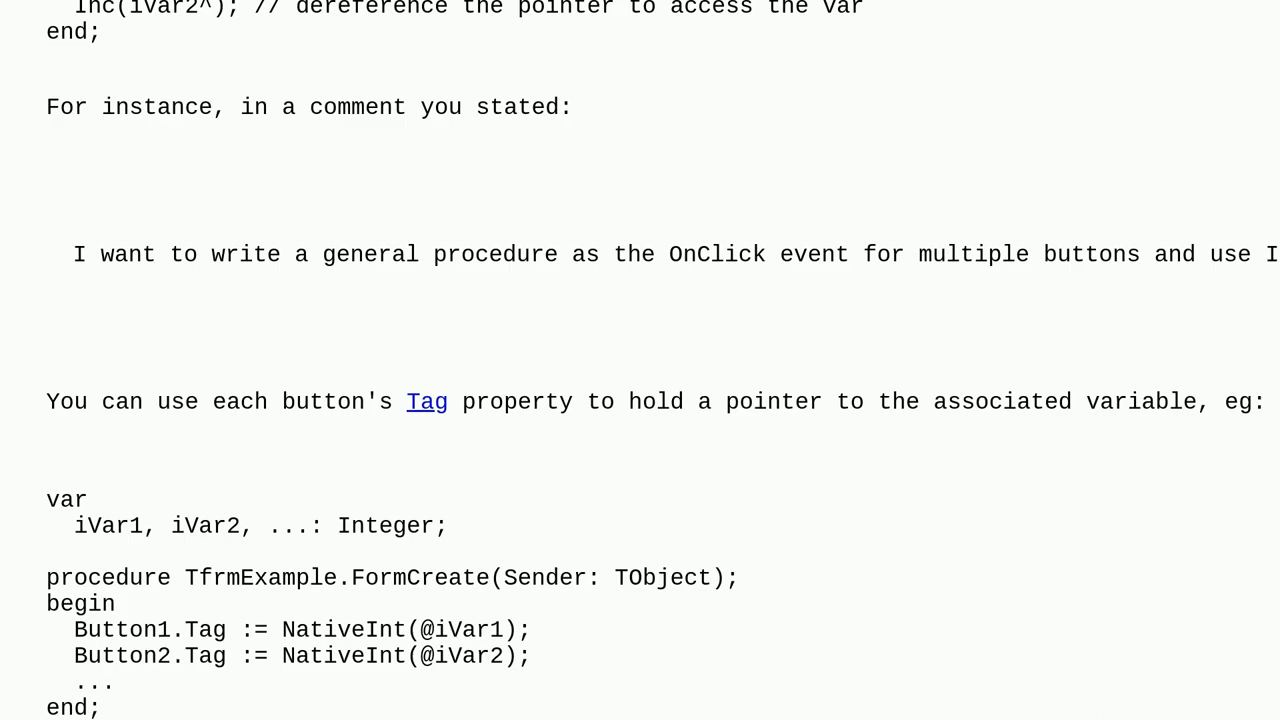 Inc(iVar2^); // dereference the pointer to access the var
end;
For instance, in a comment you stated:
I want to write a general procedure as the OnClick event for multiple buttons and use I
You can use each button's Tag property to hold a pointer to the associated variable, eg:
var
iVar1, iVar2, ...: Integer;
procedure TfrmExample.FormCreate(Sender: TObject);
begin
Button1.Tag := NativeInt(@iVar1);
Button2.Tag := NativeInt(@iVar2);
...
end;